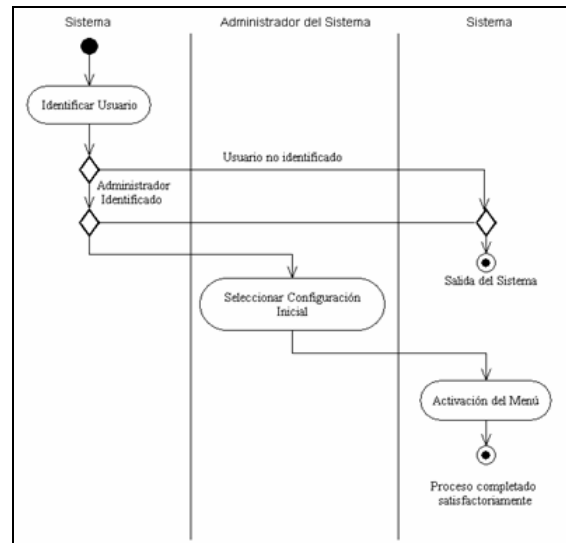 Sistema
Administrador del Sistema
Sistema
Identificar Usuario
Usuario no identificado
Administrador
Identificado
Salida del Sistema
Seleccionar Configuración
Inicial
Activación del Menú
Proceso completado
satisfactoriamente